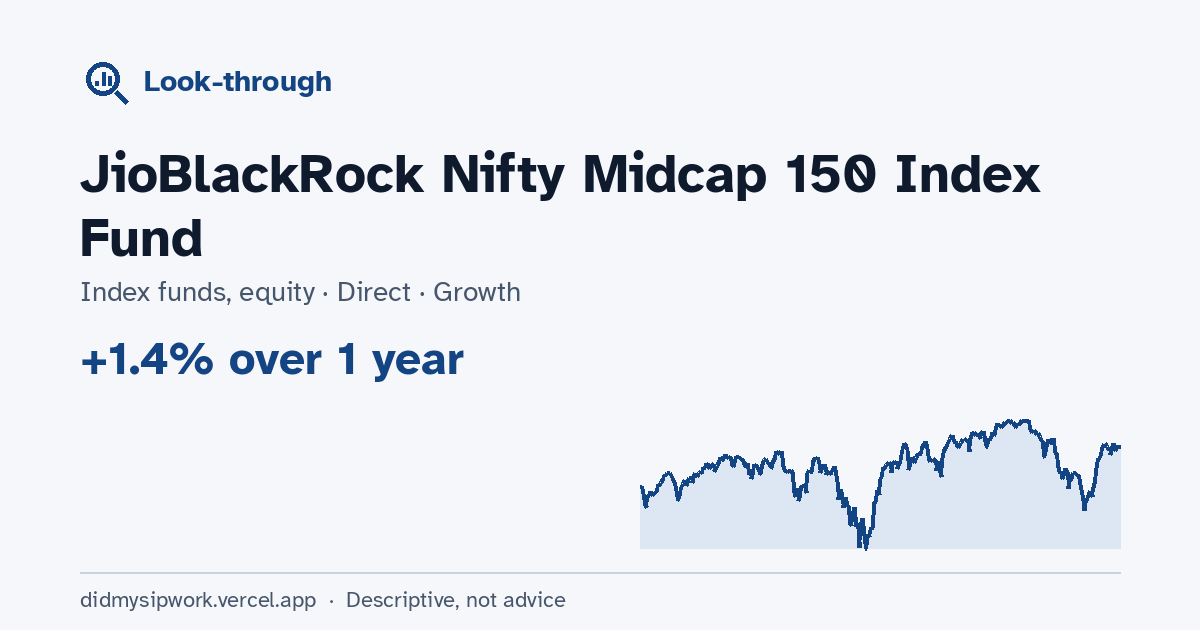 Look-through
JioBlackRock Nifty Midcap 150 Index
Fund
Index funds, equity · Direct · Growth
+1.4% over 1 year
didmysipwork.vercel.app · Descriptive, not advice